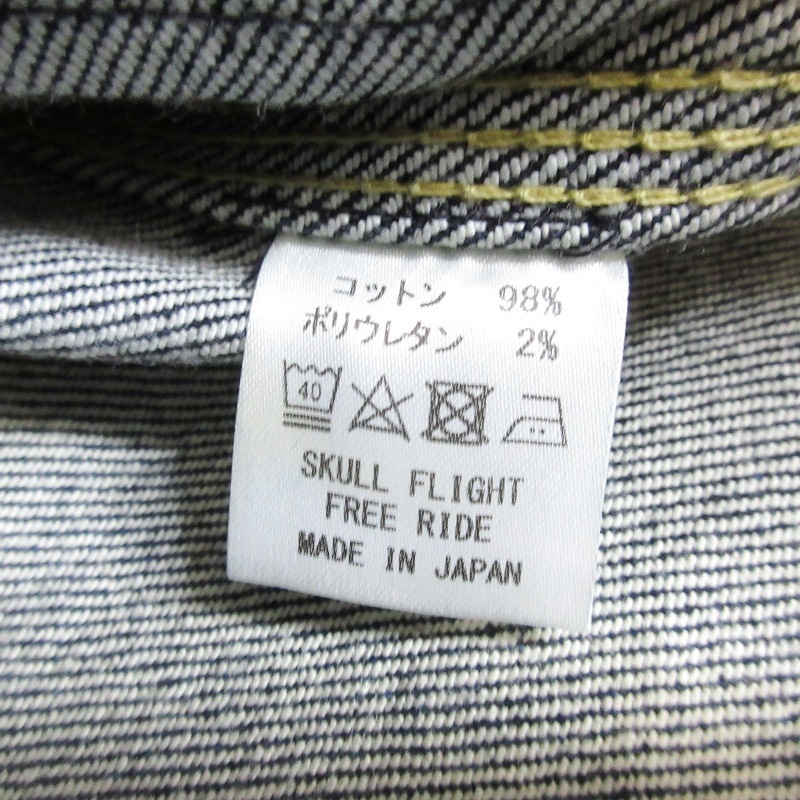 コットン 98%
ポリウレタン 2%
40
SKULL FLIGHT
FREE RIDE
MADE IN JAPAN